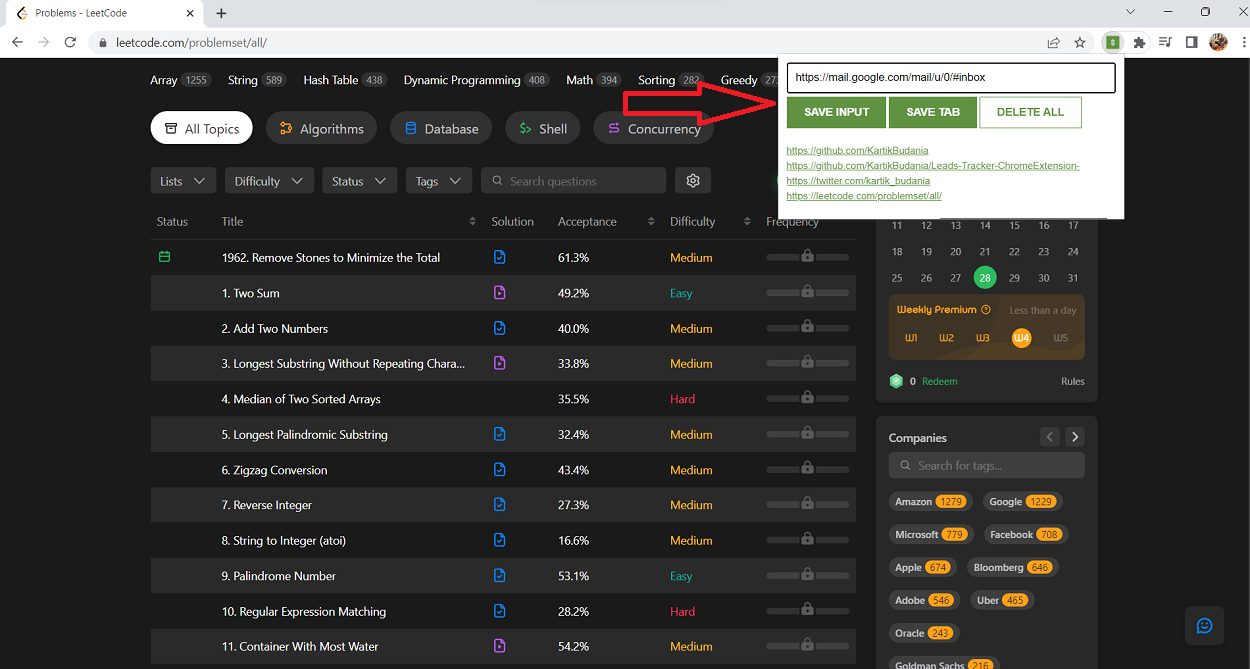 Problems - LeetCode
leetcode.com/problemset/all/
$
Array 1255 String 589 Hash Table 438 Dynamic Programming 408 Math 394 Sorting 282 Greedy
All Topics Algorithms Database Shell Concurrency
Lists Difficulty Status Tags Search questions
Status Title Solution Acceptance Difficulty Frequency
1962. Remove Stones to Minimize the Total 61.3% Medium
1. Two Sum 49.2% Easy
2. Add Two Numbers 40.0% Medium
3. Longest Substring Without Repeating Chara... 33.8% Medium
4. Median of Two Sorted Arrays 35.5% Hard
5. Longest Palindromic Substring 32.4% Medium
6. Zigzag Conversion 43.4% Medium
7. Reverse Integer 27.3% Medium
8. String to Integer (atoi) 16.6% Medium
9. Palindrome Number 53.1% Easy
10. Regular Expression Matching 28.2% Hard
11. Container With Most Water 54.2% Medium
https://mail.google.com/mail/u/0/#inbox
SAVE INPUT SAVE TAB DELETE ALL
https://github.com/KartikBudania
https://github.com/KartikBudania/Leads-Tracker-ChromeExtension-
https://twitter.com/kartik_budania
https://leetcode.com/problemset/all/
11 12 13 14 15 16 17
18 19 20 21 22 23 24
25 26 27 28 29 30 31
Weekly Premium ? Less than a day
W1 W2 W3 W4 W5
0 Redeem Rules
Companies
Search for tags...
Amazon 1279 Google 1229
Microsoft 779 Facebook 708
Apple 674 Bloomberg 646
Adobe 546 Uber 465
Oracle 243
Goldman Sachs 216